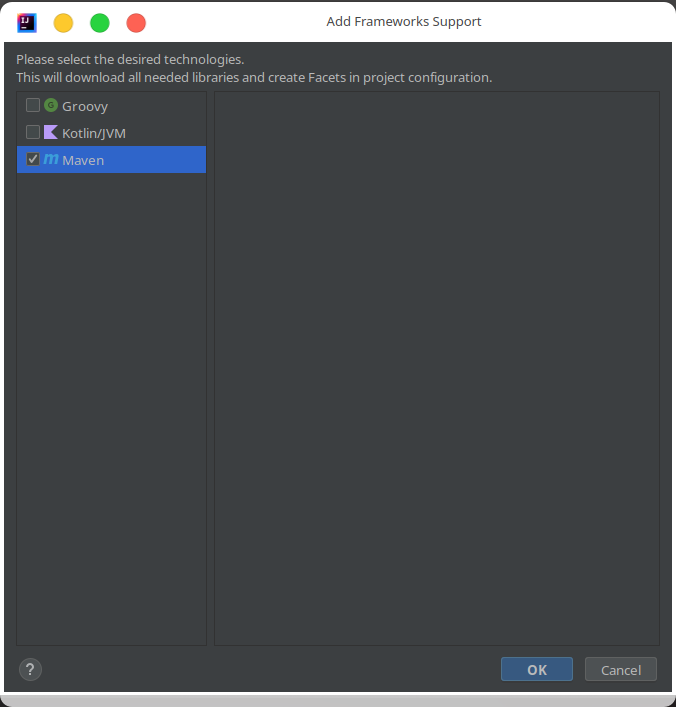 IJ
Add Frameworks Support
Please select the desired technologies.
This will download all needed libraries and create Facets in project configuration.
G Groovy
Kotlin/JVM
m Maven
?
OK
Cancel